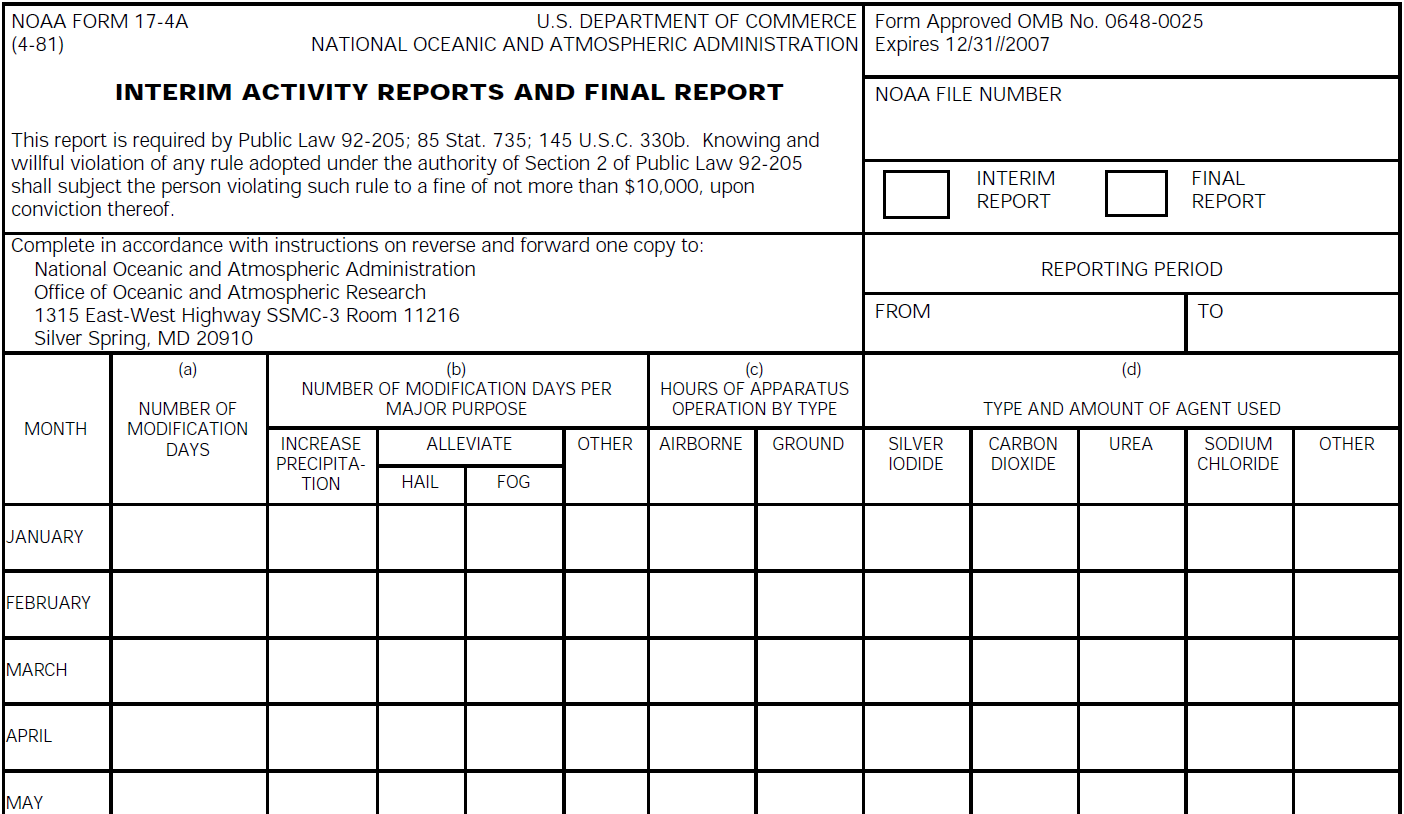 NOAA FORM 17-4A
(4-81)
U.S. DEPARTMENT OF COMMERCE
NATIONAL OCEANIC AND ATMOSPHERIC ADMINISTRATION
INTERIM ACTIVITY REPORTS AND FINAL REPORT
This report is required by Public Law 92-205; 85 Stat. 735; 145 U.S.C. 330b.  Knowing and
willful violation of any rule adopted under the authority of Section 2 of Public Law 92-205
shall subject the person violating such rule to a fine of not more than $10,000, upon
conviction thereof.
Form Approved OMB No. 0648-0025
Expires 12/31//2007
NOAA FILE NUMBER
INTERIM
REPORT
FINAL
REPORT
Complete in accordance with instructions on reverse and forward one copy to:
National Oceanic and Atmospheric Administration
Office of Oceanic and Atmospheric Research
1315 East-West Highway SSMC-3 Room 11216
Silver Spring, MD 20910
REPORTING PERIOD
FROM
TO
MONTH
(a)
NUMBER OF
MODIFICATION
DAYS
(b)
NUMBER OF MODIFICATION DAYS PER
MAJOR PURPOSE
INCREASE
PRECIPITA-
TION
ALLEVIATE
HAIL
FOG
OTHER
(c)
HOURS OF APPARATUS
OPERATION BY TYPE
AIRBORNE
GROUND
(d)
TYPE AND AMOUNT OF AGENT USED
SILVER
IODIDE
CARBON
DIOXIDE
UREA
SODIUM
CHLORIDE
OTHER
JANUARY
FEBRUARY
MARCH
APRIL
MAY